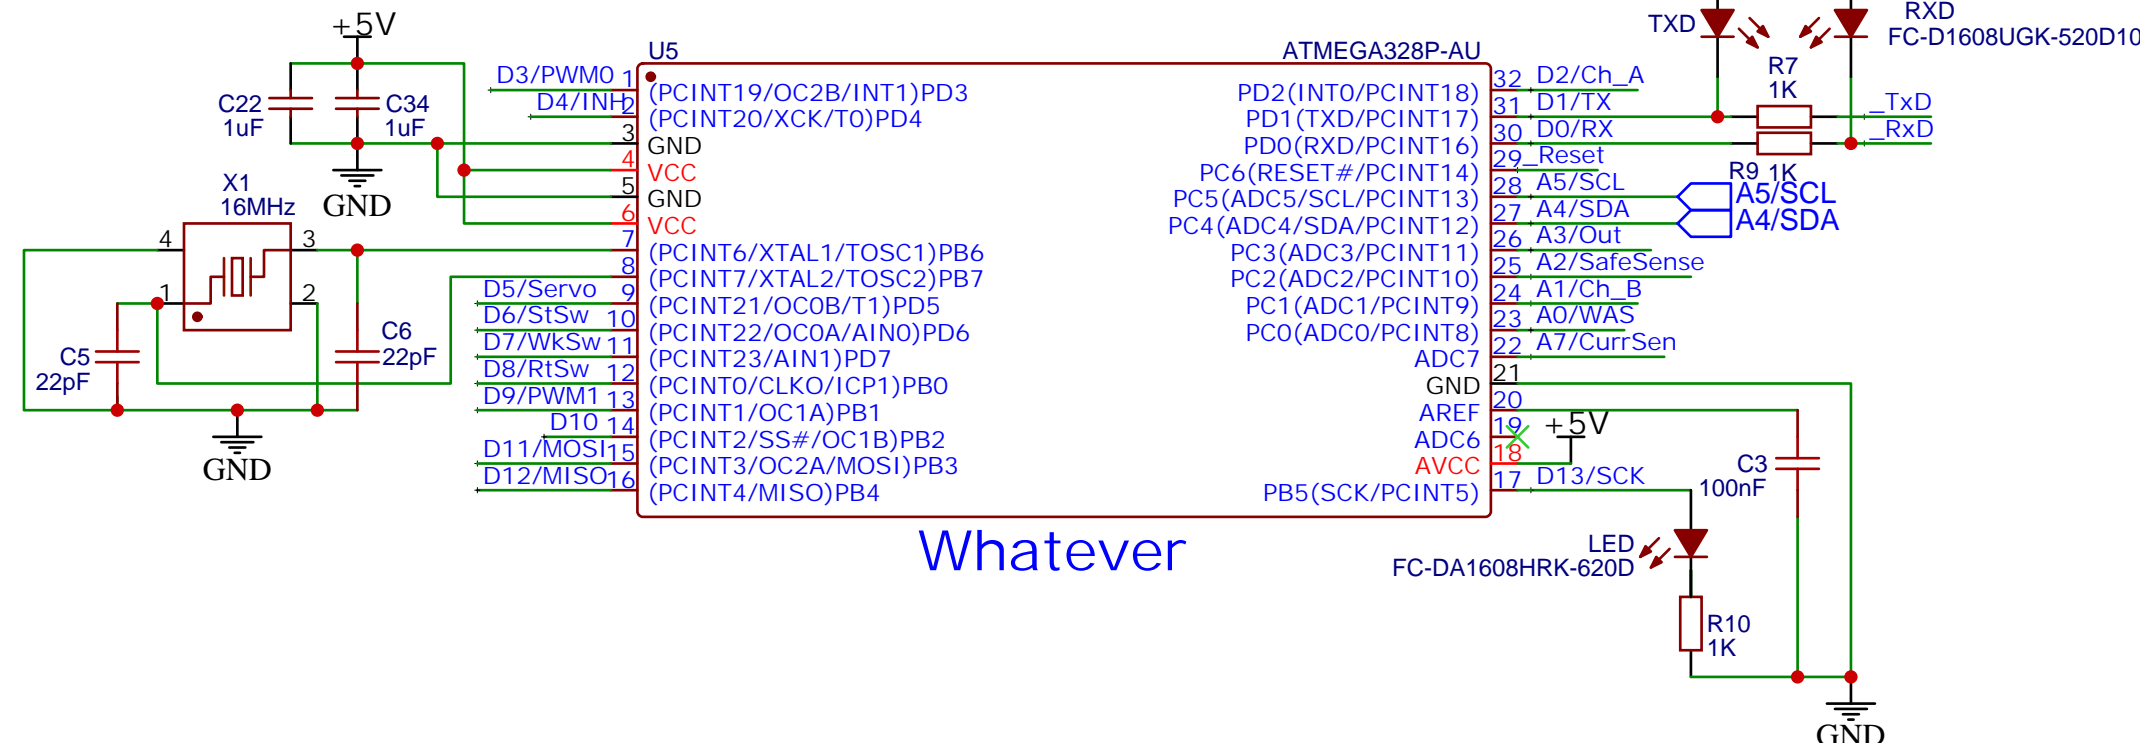 +5V
C22
1uF
C34
1uF
GND
X1
16MHz
4
3
1
2
C5
22pF
C6
22pF
GND
U5
ATMEGA328P-AU
D3/PWM0 1 (PCINT19/OC2B/INT1)PD3
D4/INH 2 (PCINT20/XCK/T0)PD4
3 GND
4 VCC
5 GND
6 VCC
7 (PCINT6/XTAL1/TOSC1)PB6
8 (PCINT7/XTAL2/TOSC2)PB7
D5/Servo 9 (PCINT21/OC0B/T1)PD5
D6/StSw 10 (PCINT22/OC0A/AIN0)PD6
D7/WkSw 11 (PCINT23/AIN1)PD7
D8/RtSw 12 (PCINT0/CLKO/ICP1)PB0
D9/PWM1 13 (PCINT1/OC1A)PB1
D10 14 (PCINT2/SS#/OC1B)PB2
D11/MOSI 15 (PCINT3/OC2A/MOSI)PB3
D12/MISO 16 (PCINT4/MISO)PB4
PD2(INT0/PCINT18) 32 D2/Ch_A
PD1(TXD/PCINT17) 31 D1/TX
PD0(RXD/PCINT16) 30 D0/RX
PC6(RESET#/PCINT14) 29 _Reset
PC5(ADC5/SCL/PCINT13) 28 A5/SCL
PC4(ADC4/SDA/PCINT12) 27 A4/SDA
PC3(ADC3/PCINT11) 26 A3/Out
PC2(ADC2/PCINT10) 25 A2/SafeSense
PC1(ADC1/PCINT9) 24 A1/Ch_B
PC0(ADC0/PCINT8) 23 A0/WAS
ADC7 22 A7/CurrSen
GND 21
AREF 20
ADC6 19
AVCC 18
PB5(SCK/PCINT5) 17 D13/SCK
+5V
Whatever
TXD
RXD
FC-D1608UGK-520D10
R7
1K
_TxD
_RxD
R9 1K
A5/SCL
A4/SDA
C3
100nF
LED
FC-DA1608HRK-620D
R10
1K
GND